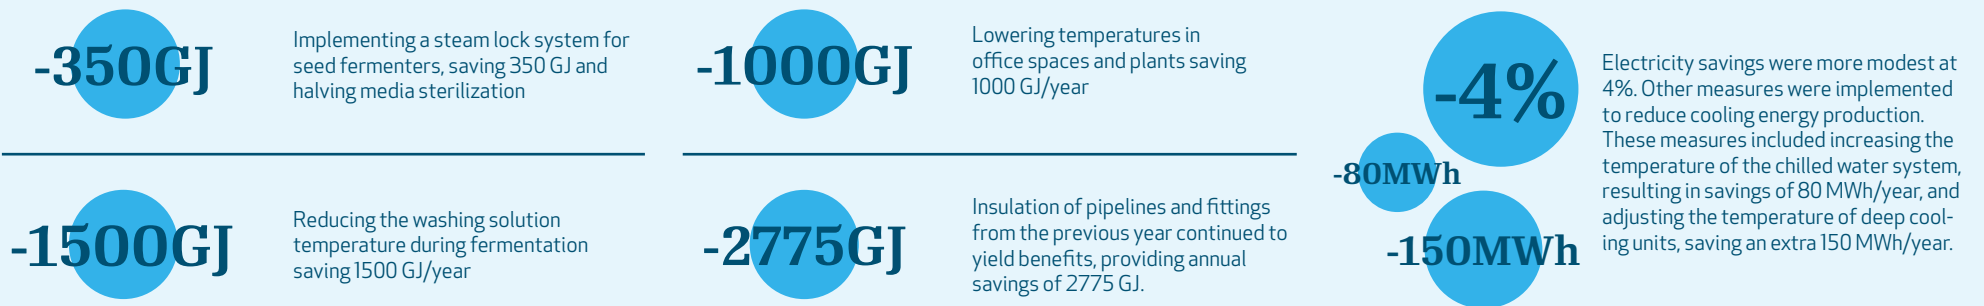 -350GJ
Implementing a steam lock system for
seed fermenters, saving 350 GJ and
halving media sterilization
-1500GJ
Reducing the washing solution
temperature during fermentation
saving 1500 GJ/year
-1000GJ
Lowering temperatures in
office spaces and plants saving
1000 GJ/year
-2775GJ
Insulation of pipelines and fittings
from the previous year continued to
yield benefits, providing annual
savings of 2775 GJ.
-4%
-80MWh
-150MWh
Electricity savings were more modest at
4%. Other measures were implemented
to reduce cooling energy production.
These measures included increasing the
temperature of the chilled water system,
resulting in savings of 80 MWh/year, and
adjusting the temperature of deep cool-
ing units, saving an extra 150 MWh/year.